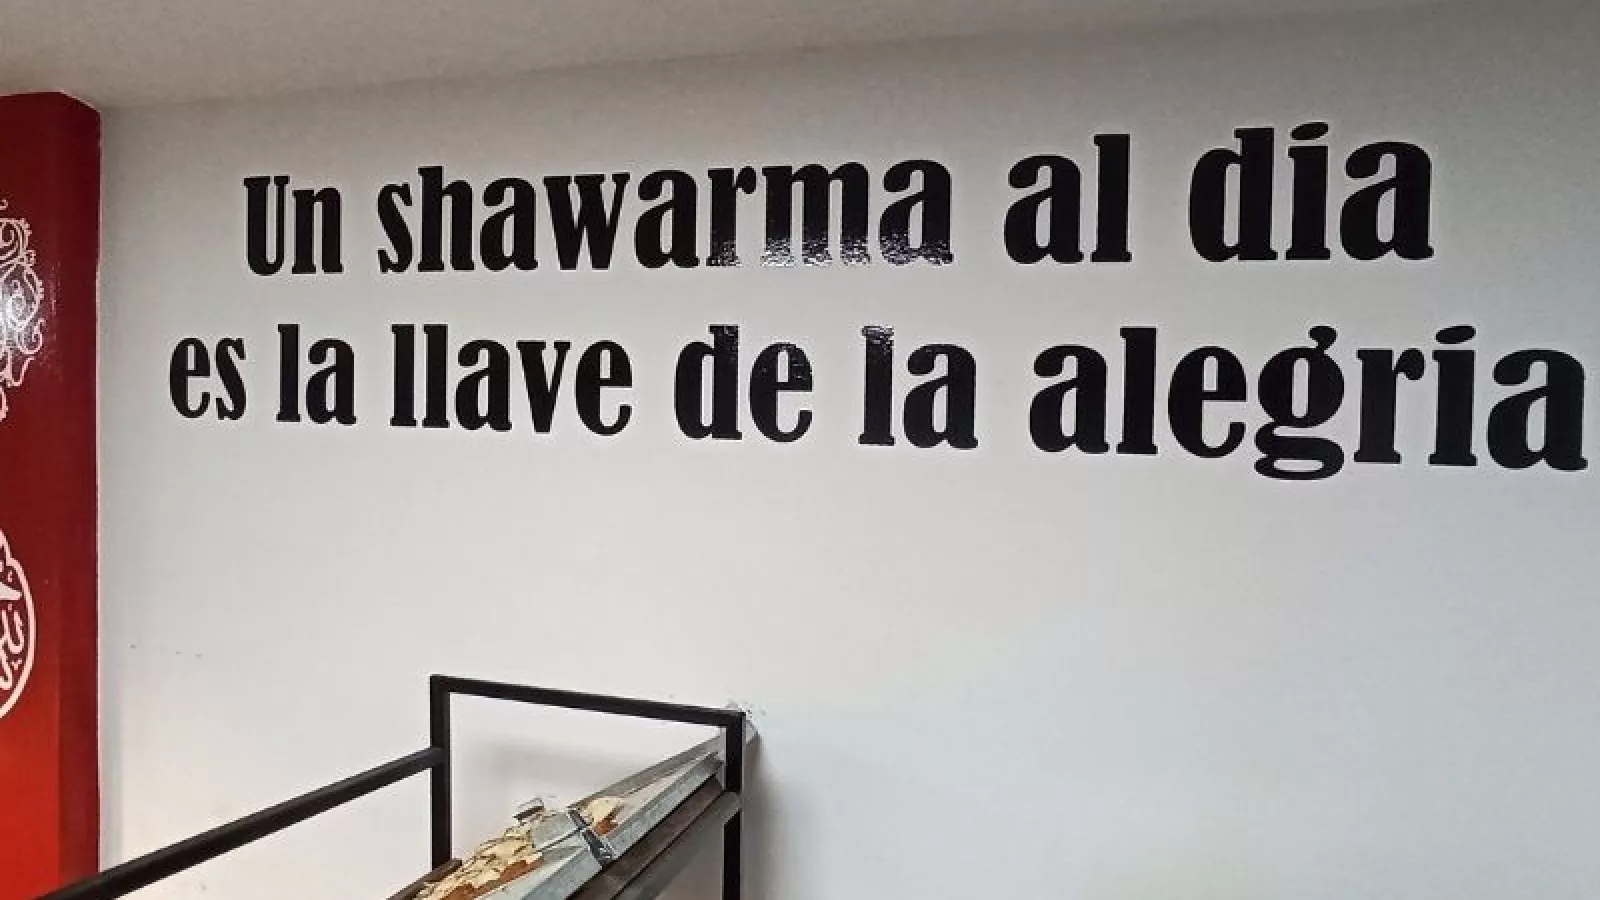 Un shawarma al dia
es la llave de la alegria